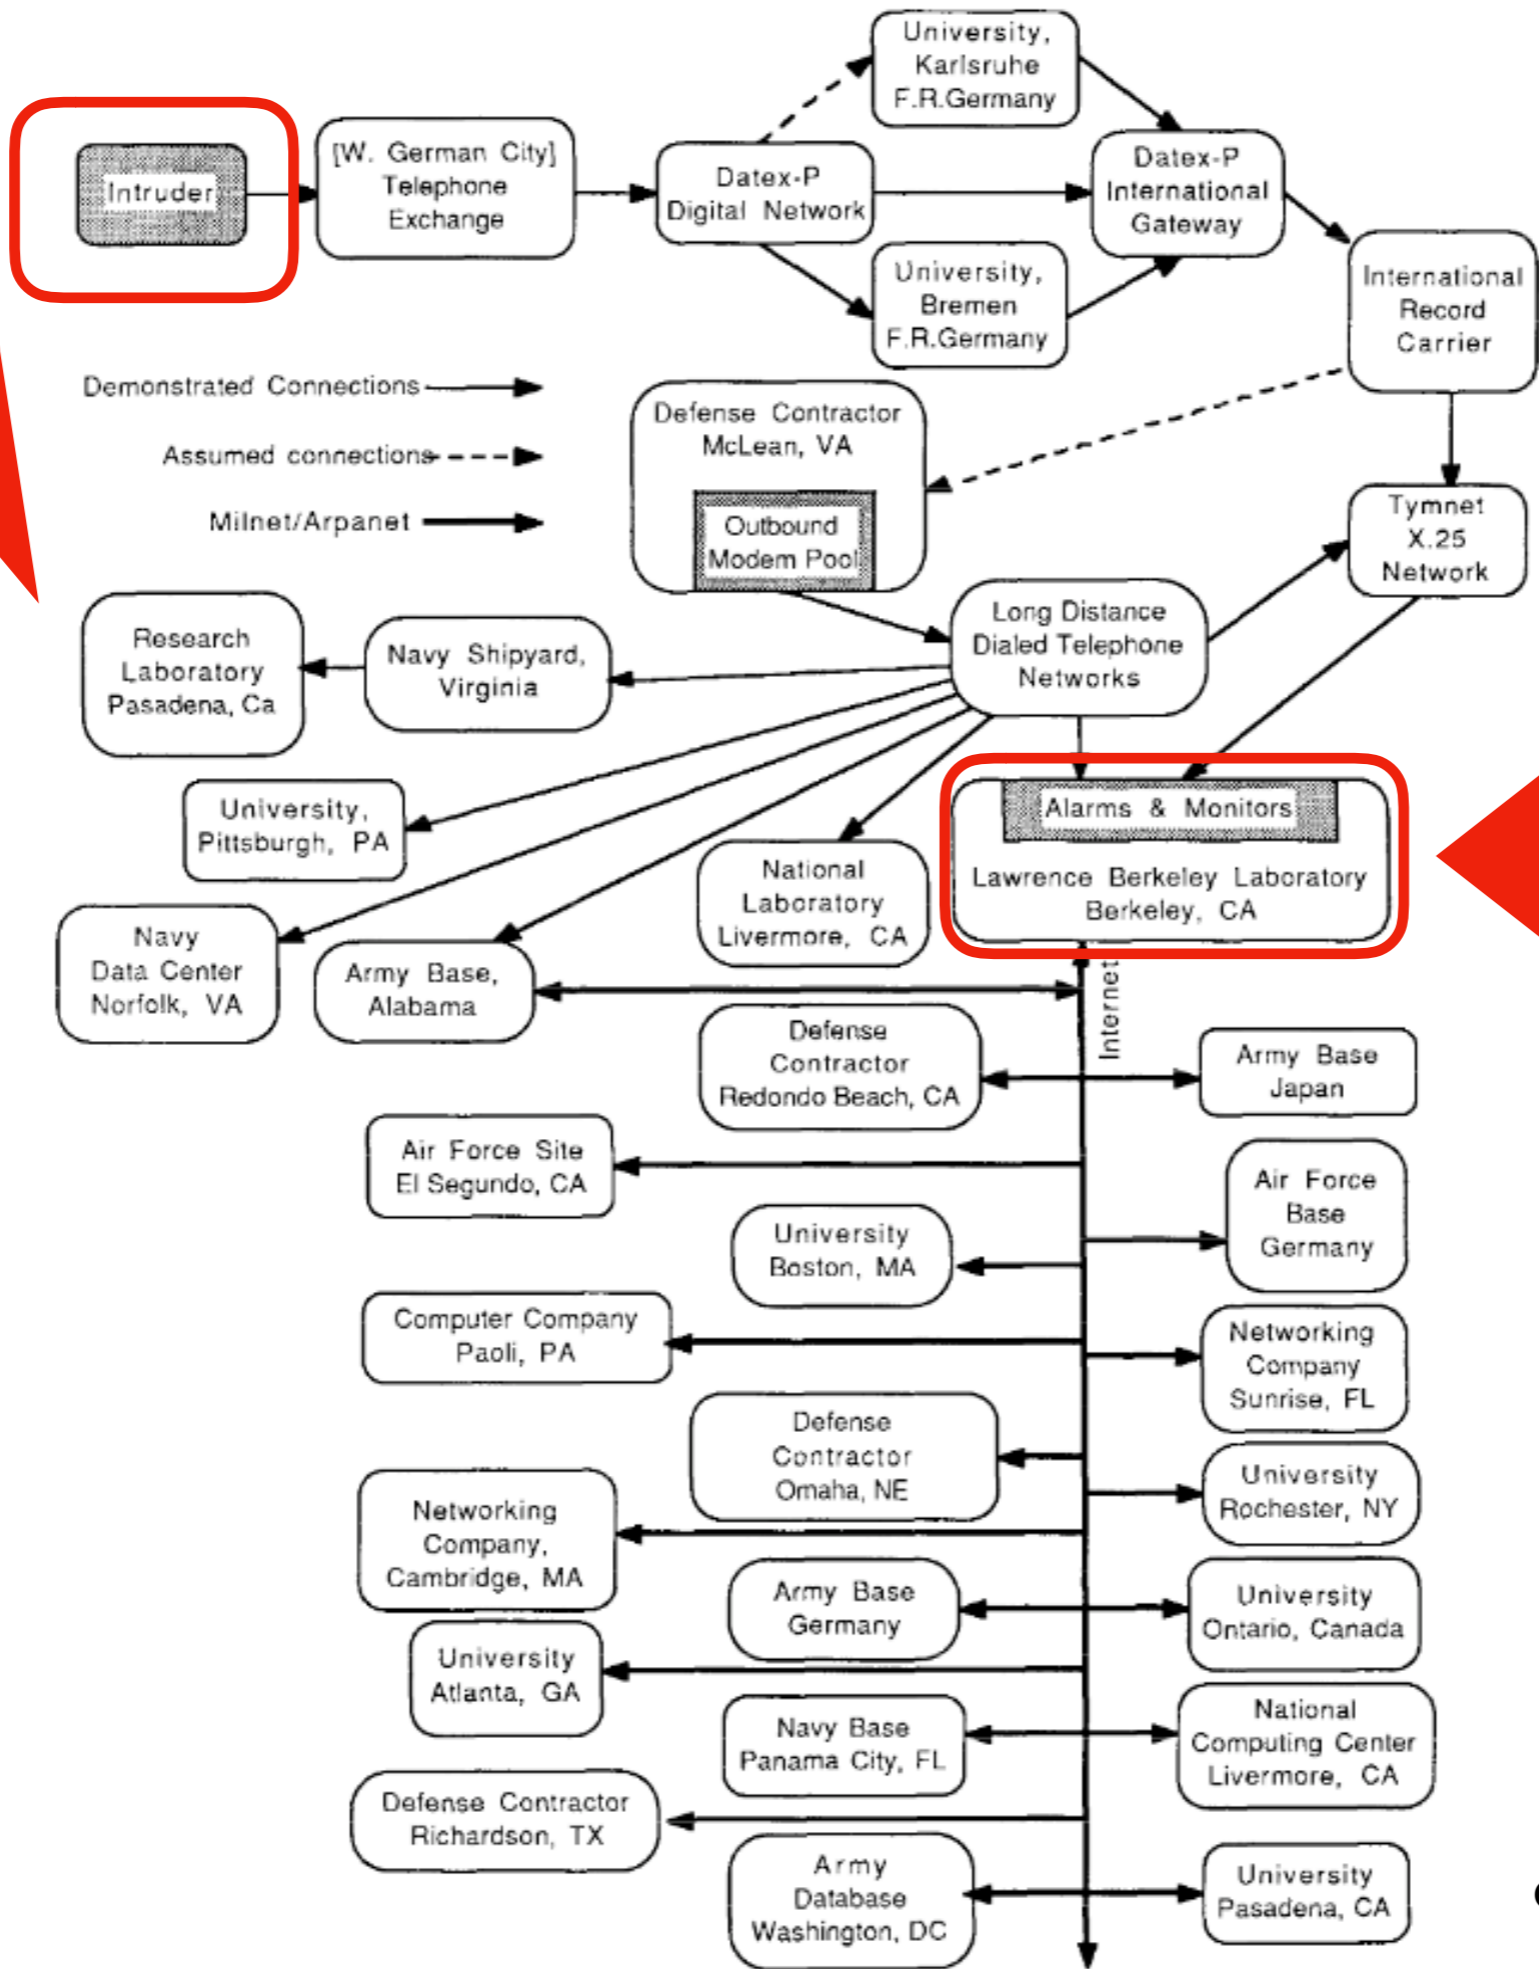 University,
Karlsruhe
F.R.Germany
Intruder
[W. German City]
Telephone
Exchange
Datex-P
Digital Network
Datex-P
International
Gateway
University,
Bremen
F.R.Germany
International
Record
Carrier
Demonstrated Connections
Assumed connections
Milnet/Arpanet
Defense Contractor
McLean, VA
Outbound
Modem Pool
Tymnet
X.25
Network
Long Distance
Dialed Telephone
Networks
Research
Laboratory
Pasadena, Ca
Navy Shipyard,
Virginia
University,
Pittsburgh, PA
Alarms & Monitors
Lawrence Berkeley Laboratory
Berkeley, CA
National
Laboratory
Livermore, CA
Navy
Data Center
Norfolk, VA
Army Base,
Alabama
Internet
Defense
Contractor
Redondo Beach, CA
Army Base
Japan
Air Force Site
El Segundo, CA
Air Force
Base
Germany
University
Boston, MA
Computer Company
Paoli, PA
Networking
Company
Sunrise, FL
Defense
Contractor
Omaha, NE
University
Rochester, NY
Networking
Company,
Cambridge, MA
Army Base
Germany
University
Ontario, Canada
University
Atlanta, GA
Navy Base
Panama City, FL
National
Computing Center
Livermore, CA
Defense Contractor
Richardson, TX
Army
Database
Washington, DC
University
Pasadena, CA